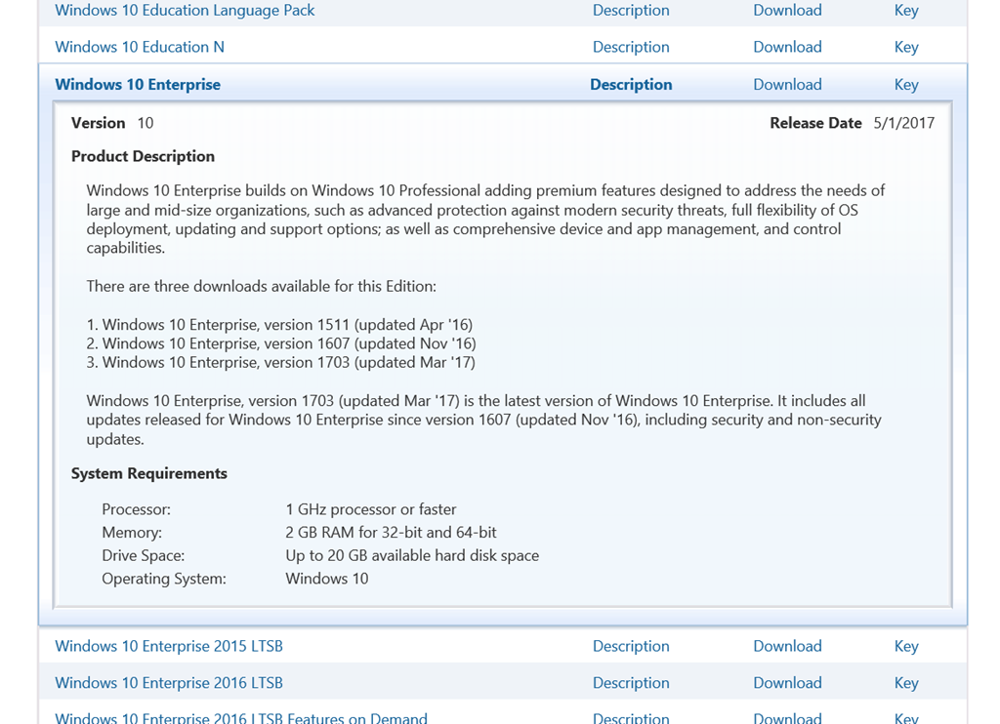 Windows 10 Education Language Pack Description Download Key
Windows 10 Education N Description Download Key
Windows 10 Enterprise Description Download Key
Version 10 Release Date 5/1/2017
Product Description
Windows 10 Enterprise builds on Windows 10 Professional adding premium features designed to address the needs of
large and mid-size organizations, such as advanced protection against modern security threats, full flexibility of OS
deployment, updating and support options; as well as comprehensive device and app management, and control
capabilities.
There are three downloads available for this Edition:
1. Windows 10 Enterprise, version 1511 (updated Apr '16)
2. Windows 10 Enterprise, version 1607 (updated Nov '16)
3. Windows 10 Enterprise, version 1703 (updated Mar '17)
Windows 10 Enterprise, version 1703 (updated Mar '17) is the latest version of Windows 10 Enterprise. It includes all
updates released for Windows 10 Enterprise since version 1607 (updated Nov '16), including security and non-security
updates.
System Requirements
Processor: 1 GHz processor or faster
Memory: 2 GB RAM for 32-bit and 64-bit
Drive Space: Up to 20 GB available hard disk space
Operating System: Windows 10
Windows 10 Enterprise 2015 LTSB Description Download Key
Windows 10 Enterprise 2016 LTSB Description Download Key
Windows 10 Enterprise 2016 LTSB Features on Demand Description Download Key